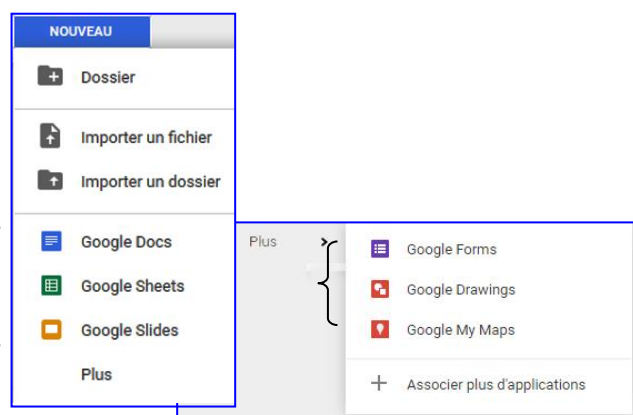 NOUVEAU
Dossier
Importer un fichier
Importer un dossier
Google Docs
Google Sheets
Google Slides
Plus
Plus
Google Forms
Google Drawings
Google My Maps
Associer plus d'applications